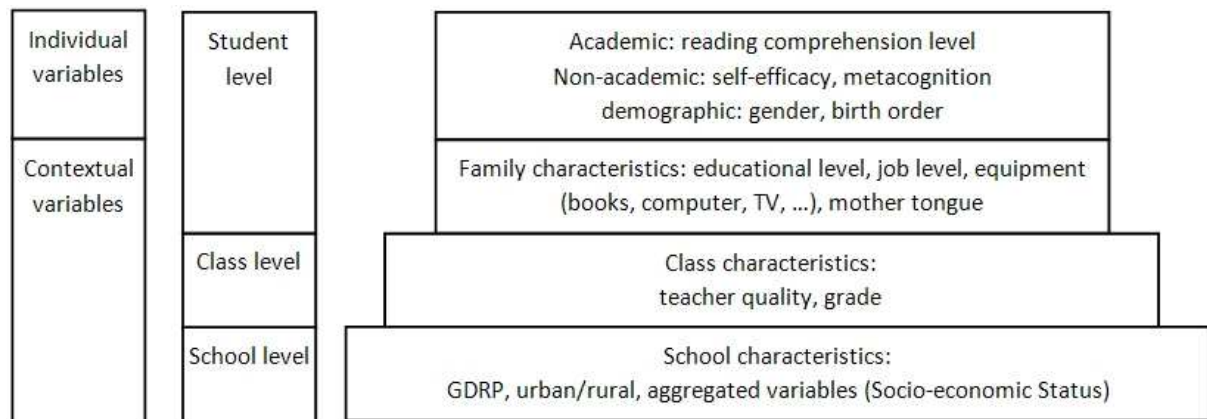 Individual
variables
Student
level
Academic: reading comprehension level
Non-academic: self-efficacy, metacognition
demographic: gender, birth order
Contextual
variables
Family characteristics: educational level, job level, equipment
(books, computer, TV, ...), mother tongue
Class level
Class characteristics:
teacher quality, grade
School level
School characteristics:
GDRP, urban/rural, aggregated variables (Socio-economic Status)